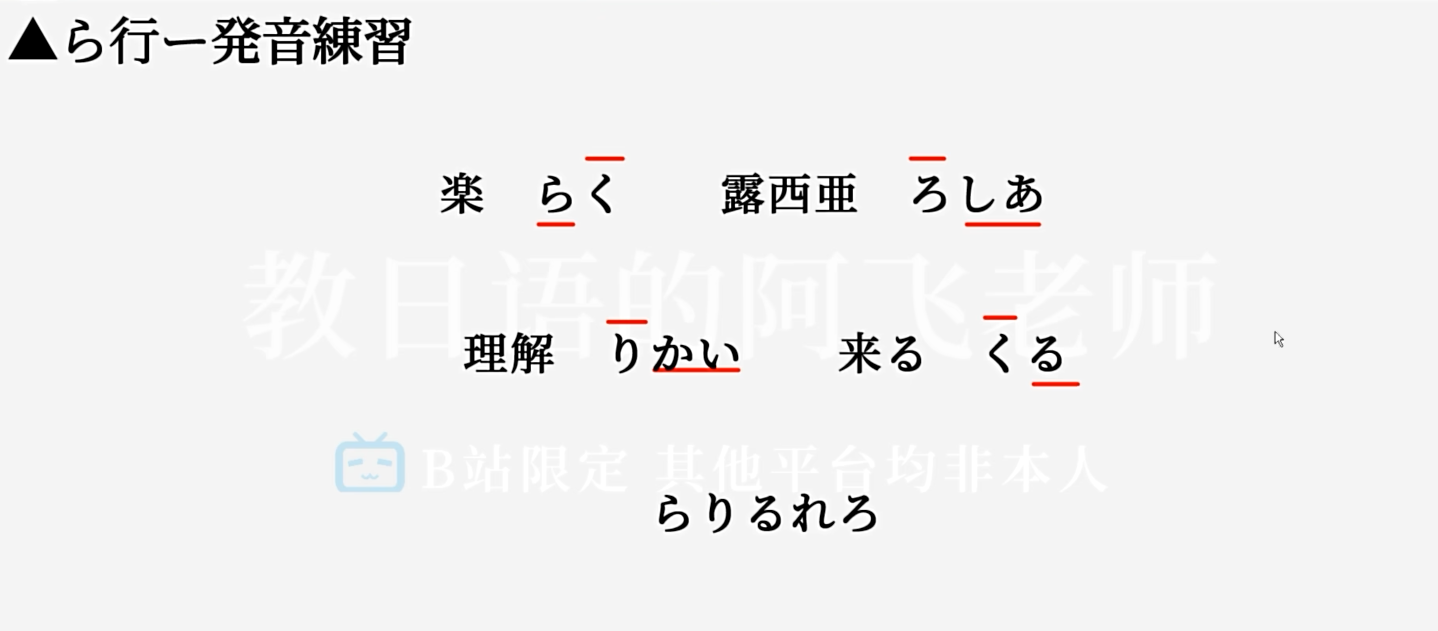 ▲ら行ー発音練習
楽 らく 露西亜 ろしあ
教日语的阿飞老师
理解 りかい 来る くる
B站限定 其他平台均非本人
らりるれろ